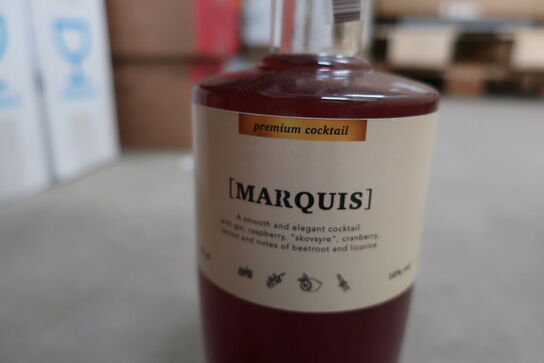 premium cocktail
[MARQUIS]
A smooth and elegant cocktail
with gin, raspberry, "skovsyre", cranberry,
lemon and notes of beetroot and licorice